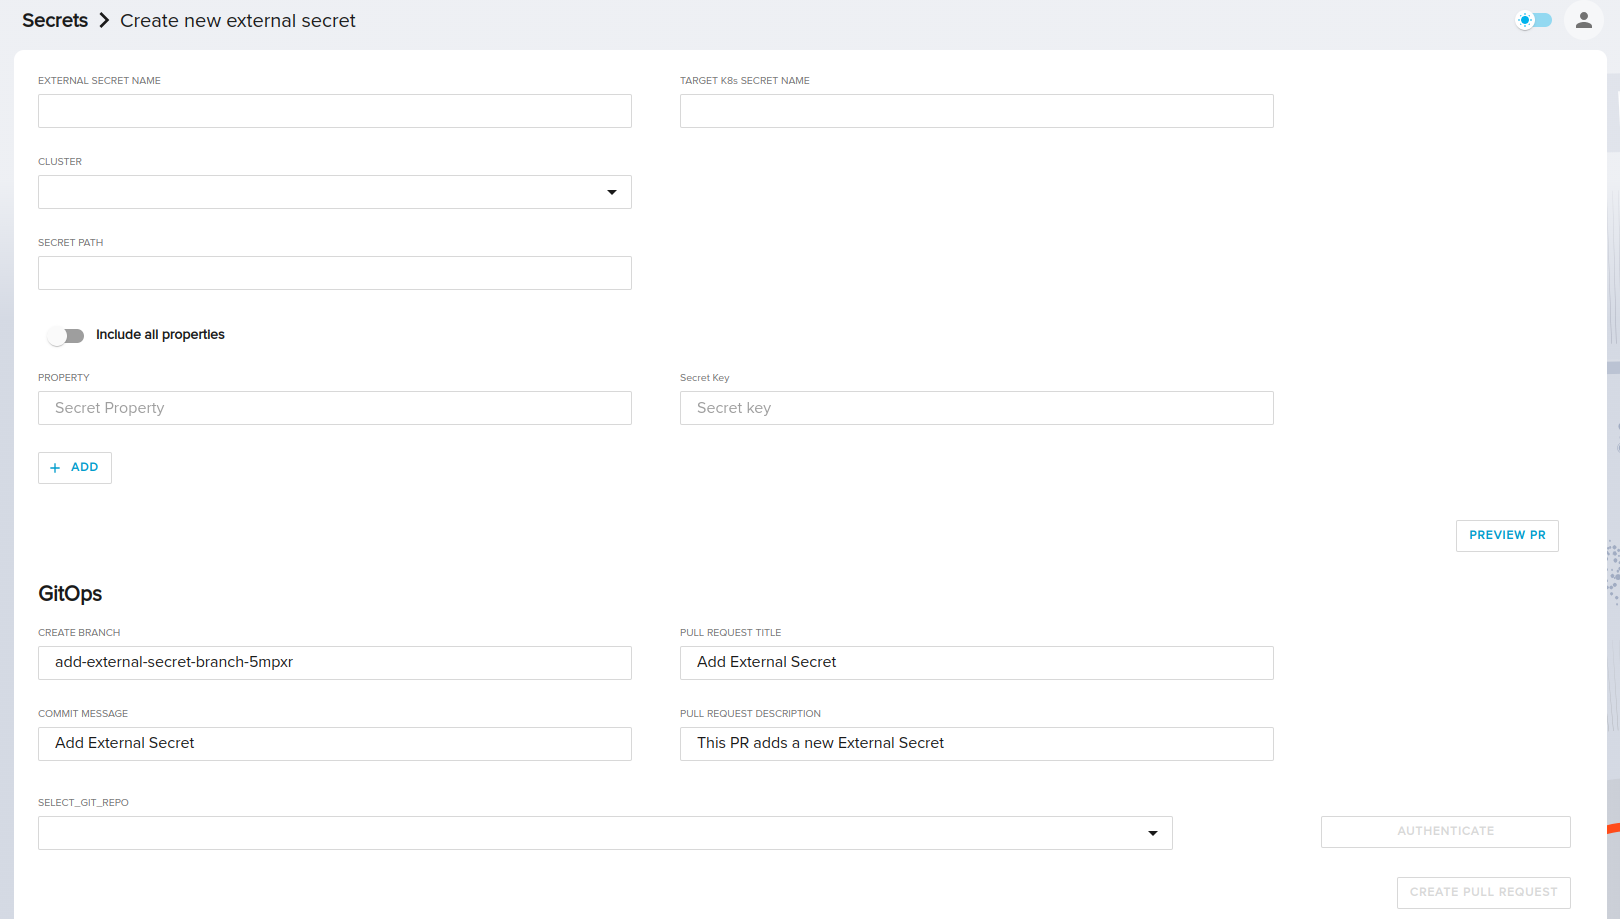 Secrets Create new external secret
EXTERNAL SECRET NAME
TARGET K8s SECRET NAME
CLUSTER
SECRET PATH
Include all properties
PROPERTY
Secret Key
Secret Property
Secret key
ADD
PREVIEW PR
GitOps
CREATE BRANCH
PULL REQUEST TITLE
add-external-secret-branch-5mpxr
Add External Secret
COMMIT MESSAGE
PULL REQUEST DESCRIPTION
Add External Secret
This PR adds a new External Secret
SELECT_GIT_REPO
AUTHENTICATE
CREATE PULL REQUEST